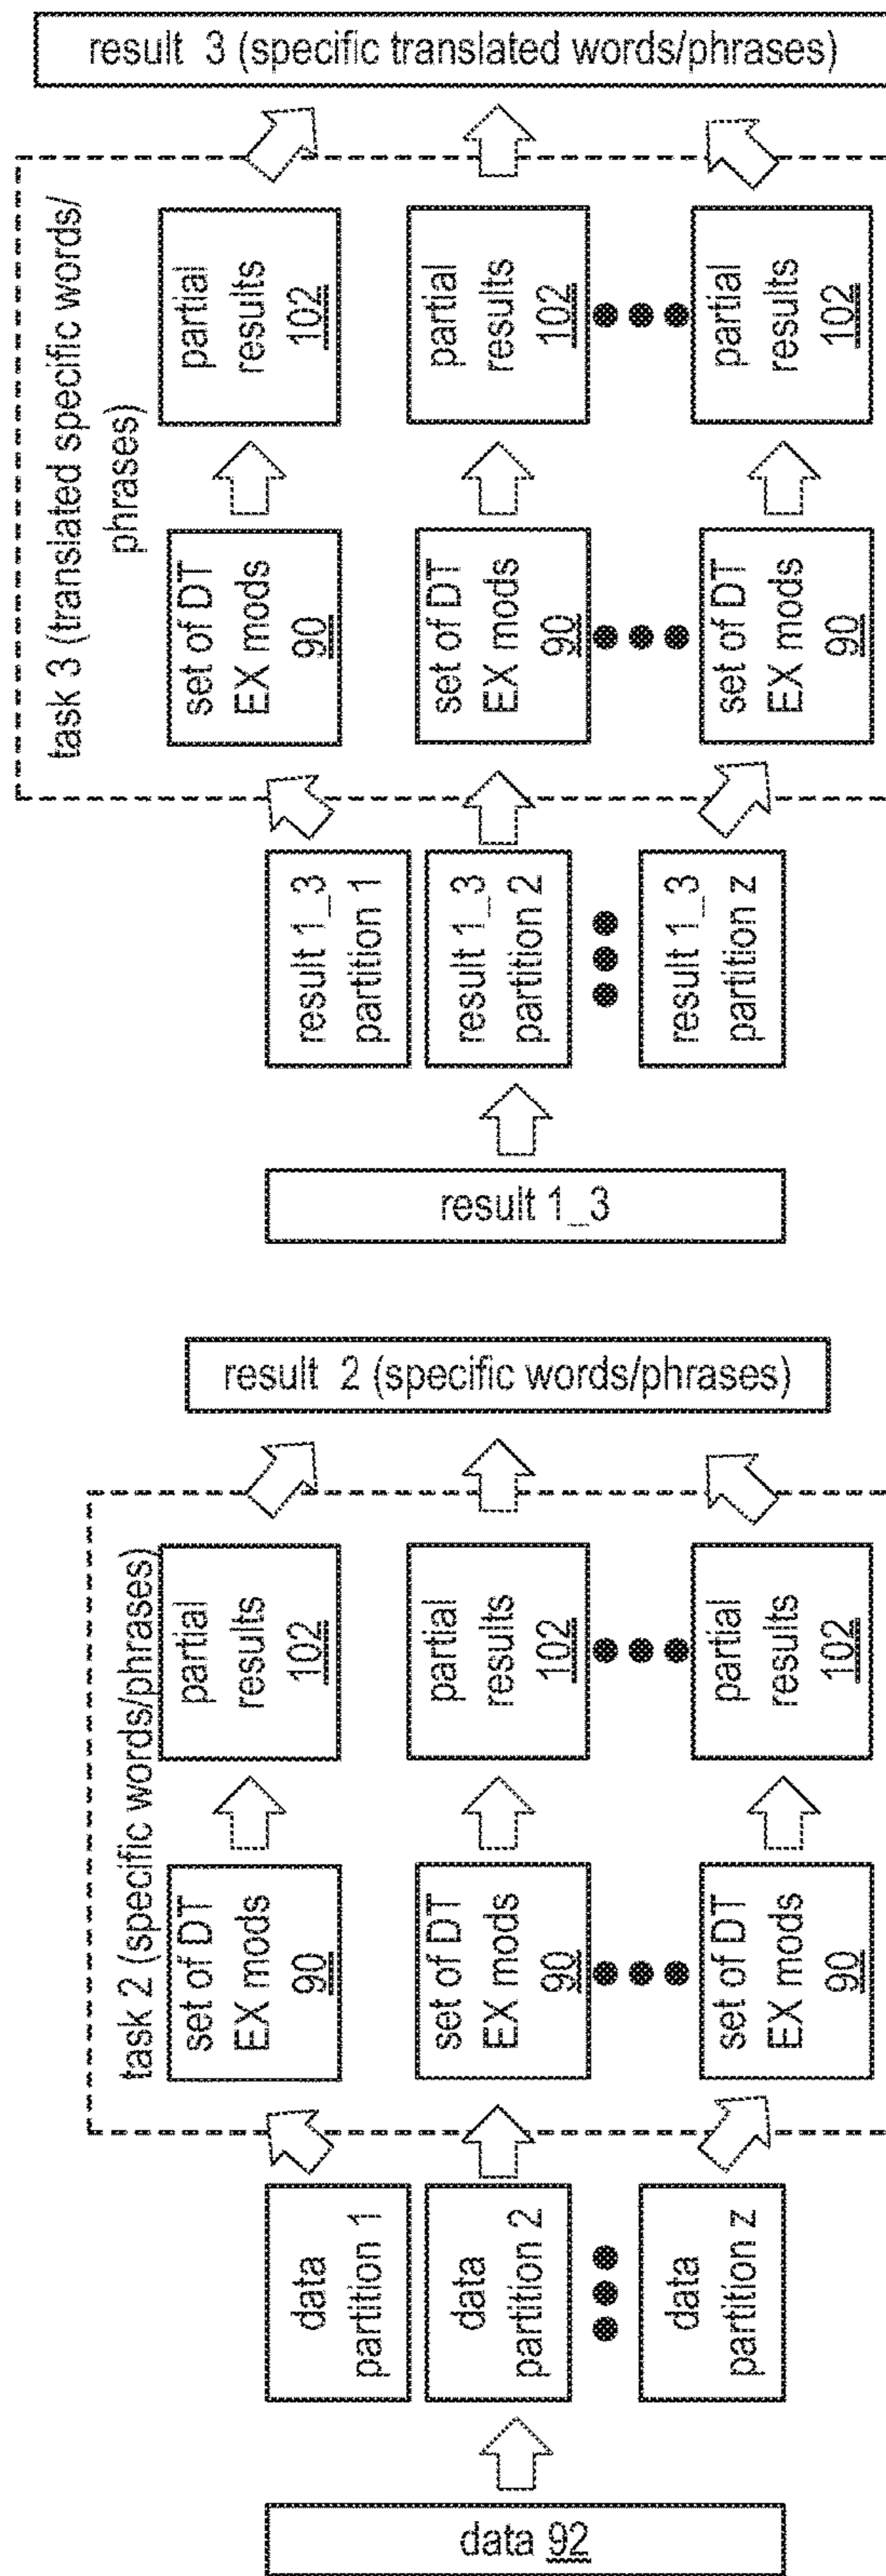 task 2 (specific words/phrases)
data 92
data
partition 1
data
partition 2
data
partition z
set of DT
EX mods
90
set of DT
EX mods
90
set of DT
EX mods
90
partial
results
102
partial
results
102
partial
results
102
result 2 (specific words/phrases)
task 3 (translated specific words/
phrases)
result 1_3
result 1_3
partition 1
result 1_3
partition 2
result 1_3
partition z
set of DT
EX mods
90
set of DT
EX mods
90
set of DT
EX mods
90
partial
results
102
partial
results
102
partial
results
102
result 3 (specific translated words/phrases)